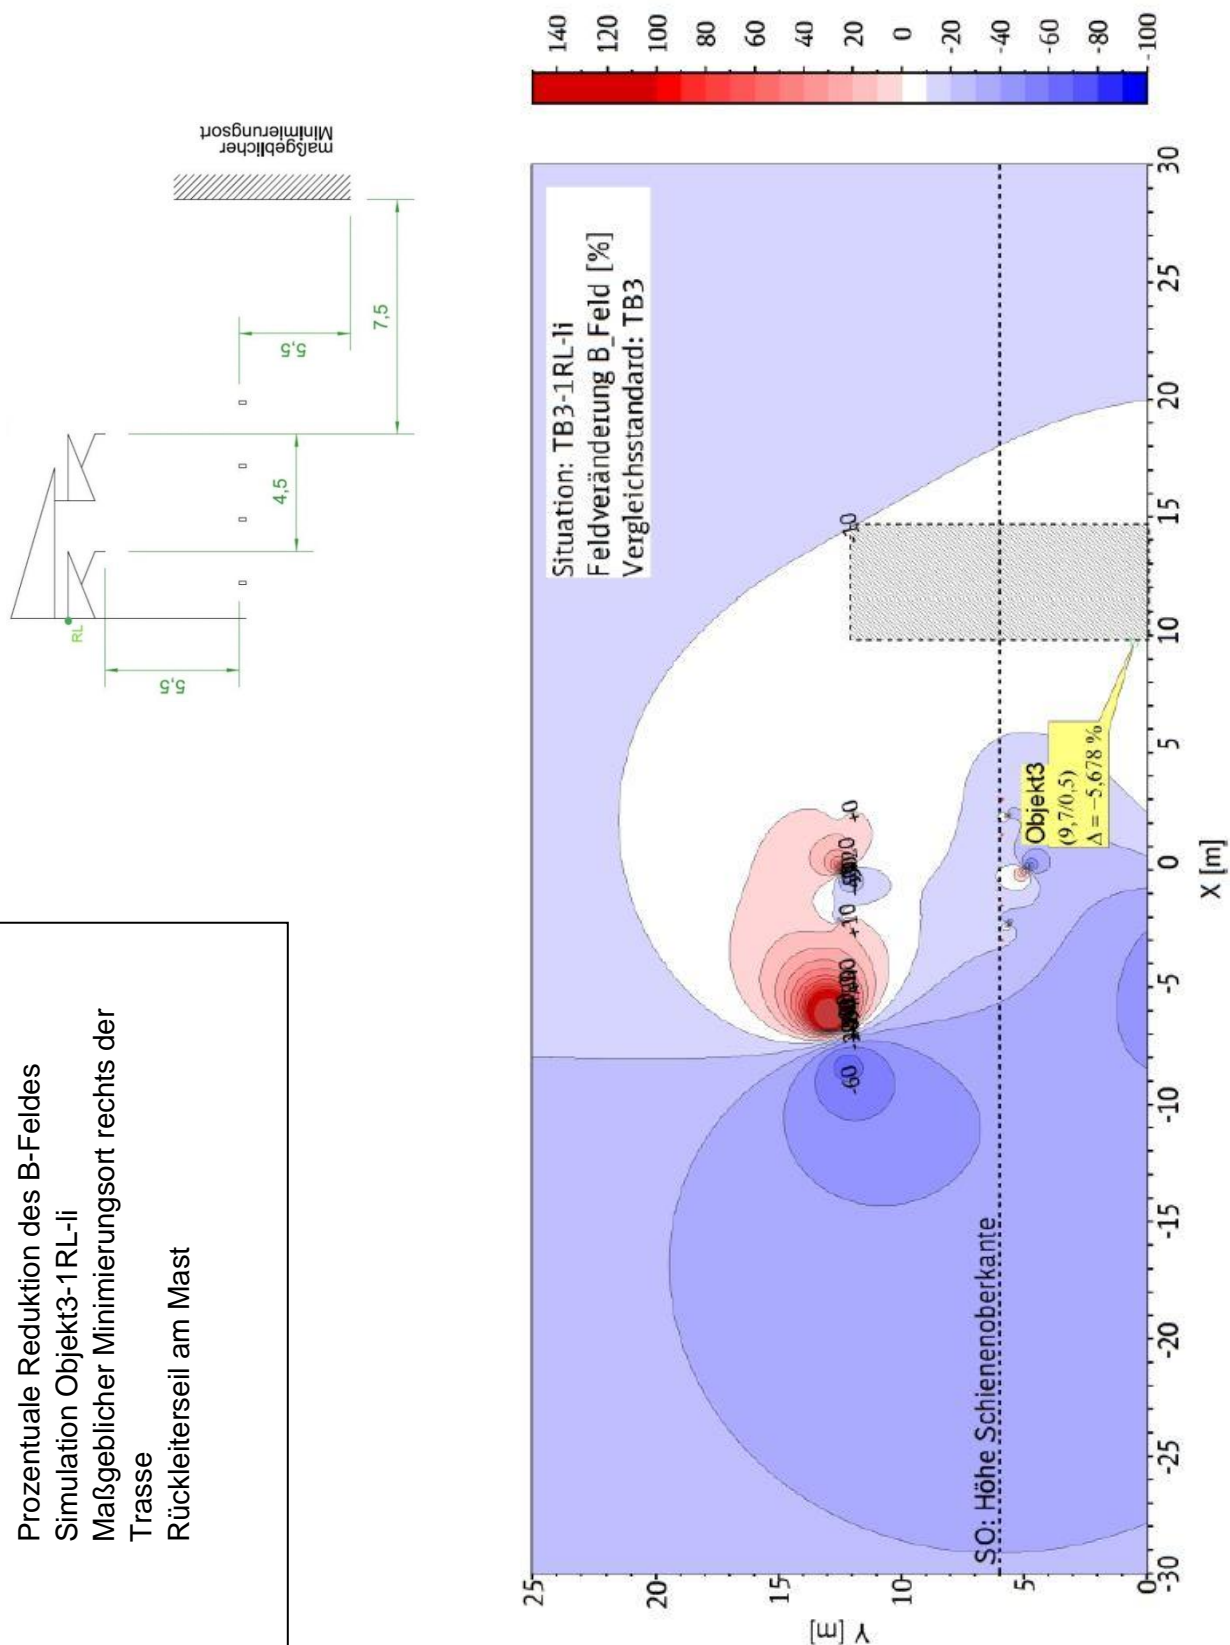 Prozentuale Reduktion des B-Feldes
Simulation Objekt3-1RL-li
Maßgeblicher Minimierungsort rechts der
Trasse
Rückleiterseil am Mast
RL
5,5
4,5
5,5
7,5
maßgeblicher
Minimierungsort
Situation: TB3-1RL-li
Feldveränderung B_Feld [%]
Vergleichsstandard: TB3
140
120
100
80
60
40
20
0
-20
-40
-60
-80
-100
Y [m]
25
20
15
10
5
0
-60
+10
+0
-10
SO: Höhe Schienenoberkante
Objekt3
(9,7/0,5)
Δ = −5,678 %
-30
-25
-20
-15
-10
-5
0
5
10
15
20
25
30
X [m]